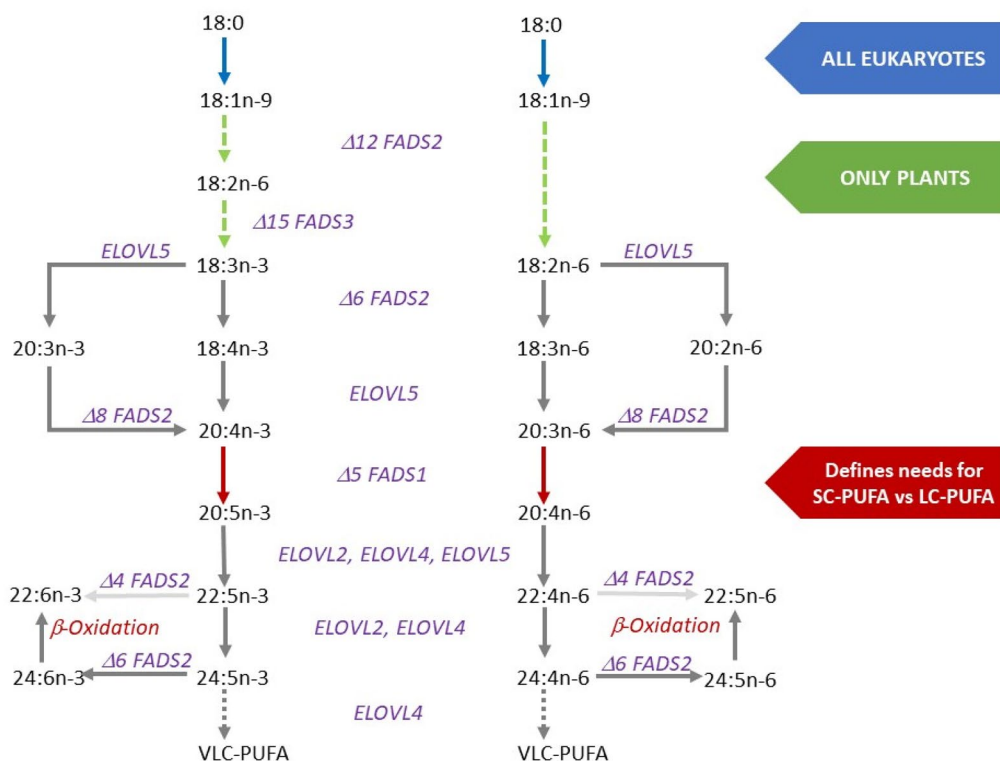 18:0
18:0
ALL EUKARYOTES
18:1n-9
18:1n-9
Δ12 FADS2
ONLY PLANTS
18:2n-6
Δ15 FADS3
ELOVL5
18:3n-3
18:2n-6
ELOVL5
Δ6 FADS2
20:3n-3
18:4n-3
18:3n-6
20:2n-6
ELOVL5
Δ8 FADS2
20:4n-3
20:3n-6
Δ8 FADS2
Δ5 FADS1
Defines needs for
SC-PUFA vs LC-PUFA
20:5n-3
20:4n-6
ELOVL2, ELOVL4, ELOVL5
Δ4 FADS2
Δ4 FADS2
22:6n-3
22:5n-3
22:4n-6
22:5n-6
β-Oxidation
ELOVL2, ELOVL4
β-Oxidation
Δ6 FADS2
Δ6 FADS2
24:6n-3
24:5n-3
24:4n-6
24:5n-6
ELOVL4
VLC-PUFA
VLC-PUFA